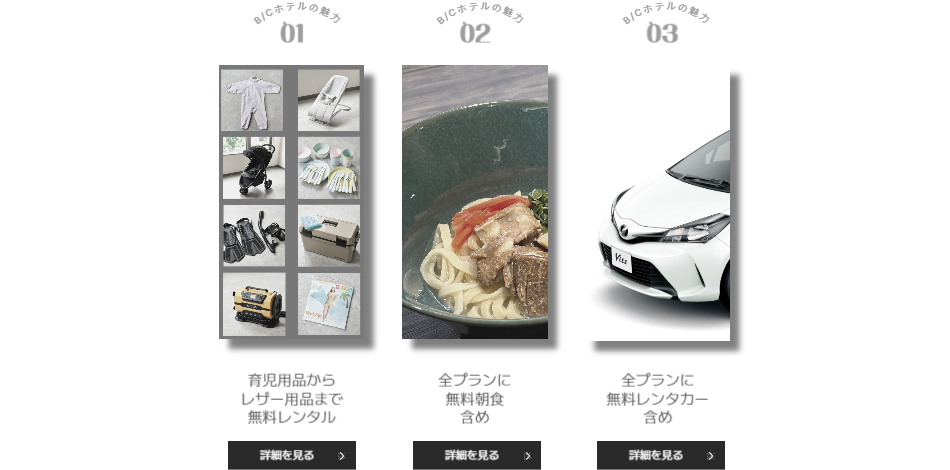 B/Cホテルの魅力
01
B/Cホテルの魅力
02
B/Cホテルの魅力
03
Vitz
育児用品から
レザー用品まで
無料レンタル
全プランに
無料朝食
含め
全プランに
無料レンタカー
含め
詳細を見る
詳細を見る
詳細を見る